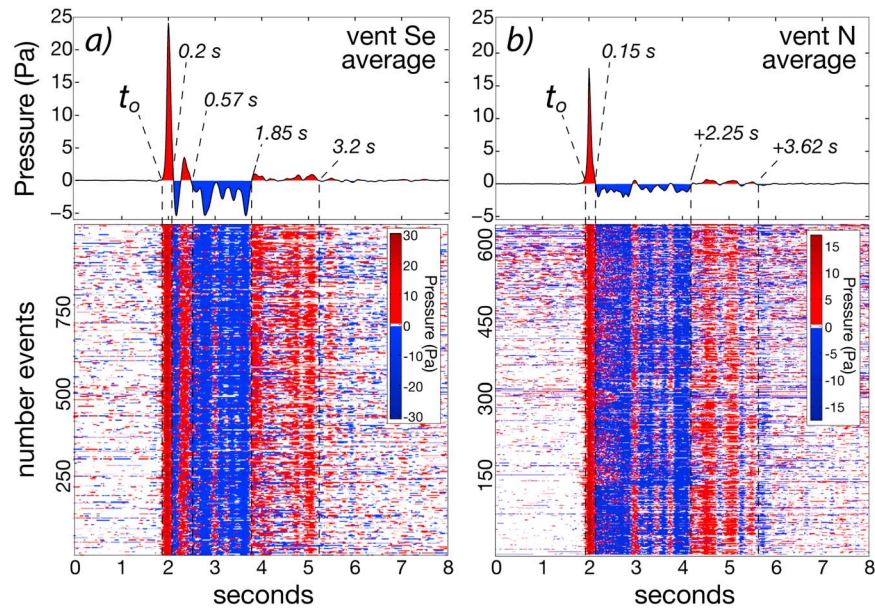 a)
vent Se
average
0.2 s
to
0.57 s
1.85 s
3.2 s
Pressure (Pa)
25
20
15
10
5
0
−5
b)
vent N
average
0.15 s
to
+2.25 s
+3.62 s
25
20
15
10
5
0
−5
number events
750
500
250
30
20
10
0
-10
-20
-30
Pressure (Pa)
0 1 2 3 4 5 6 7 8
seconds
600
450
300
150
15
10
5
0
-5
-10
-15
Pressure (Pa)
0 1 2 3 4 5 6 7 8
seconds